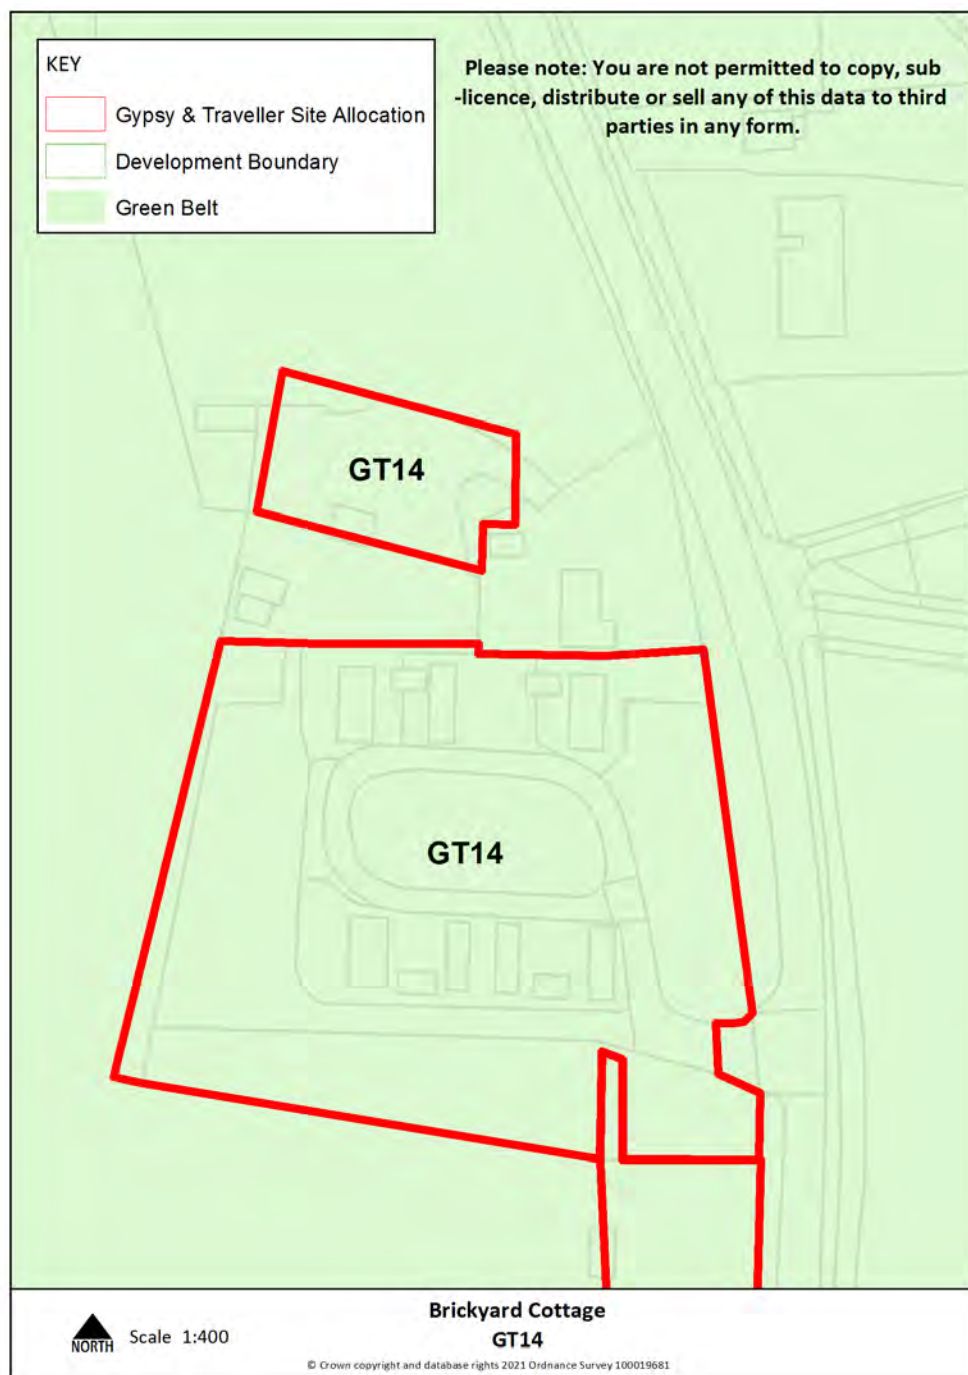 KEY
Gypsy & Traveller Site Allocation
Development Boundary
Green Belt
Please note: You are not permitted to copy, sub
-licence, distribute or sell any of this data to third
parties in any form.
GT14
GT14
NORTH
Scale 1:400
Brickyard Cottage
GT14
© Crown copyright and database rights 2021 Ordnance Survey 100019681